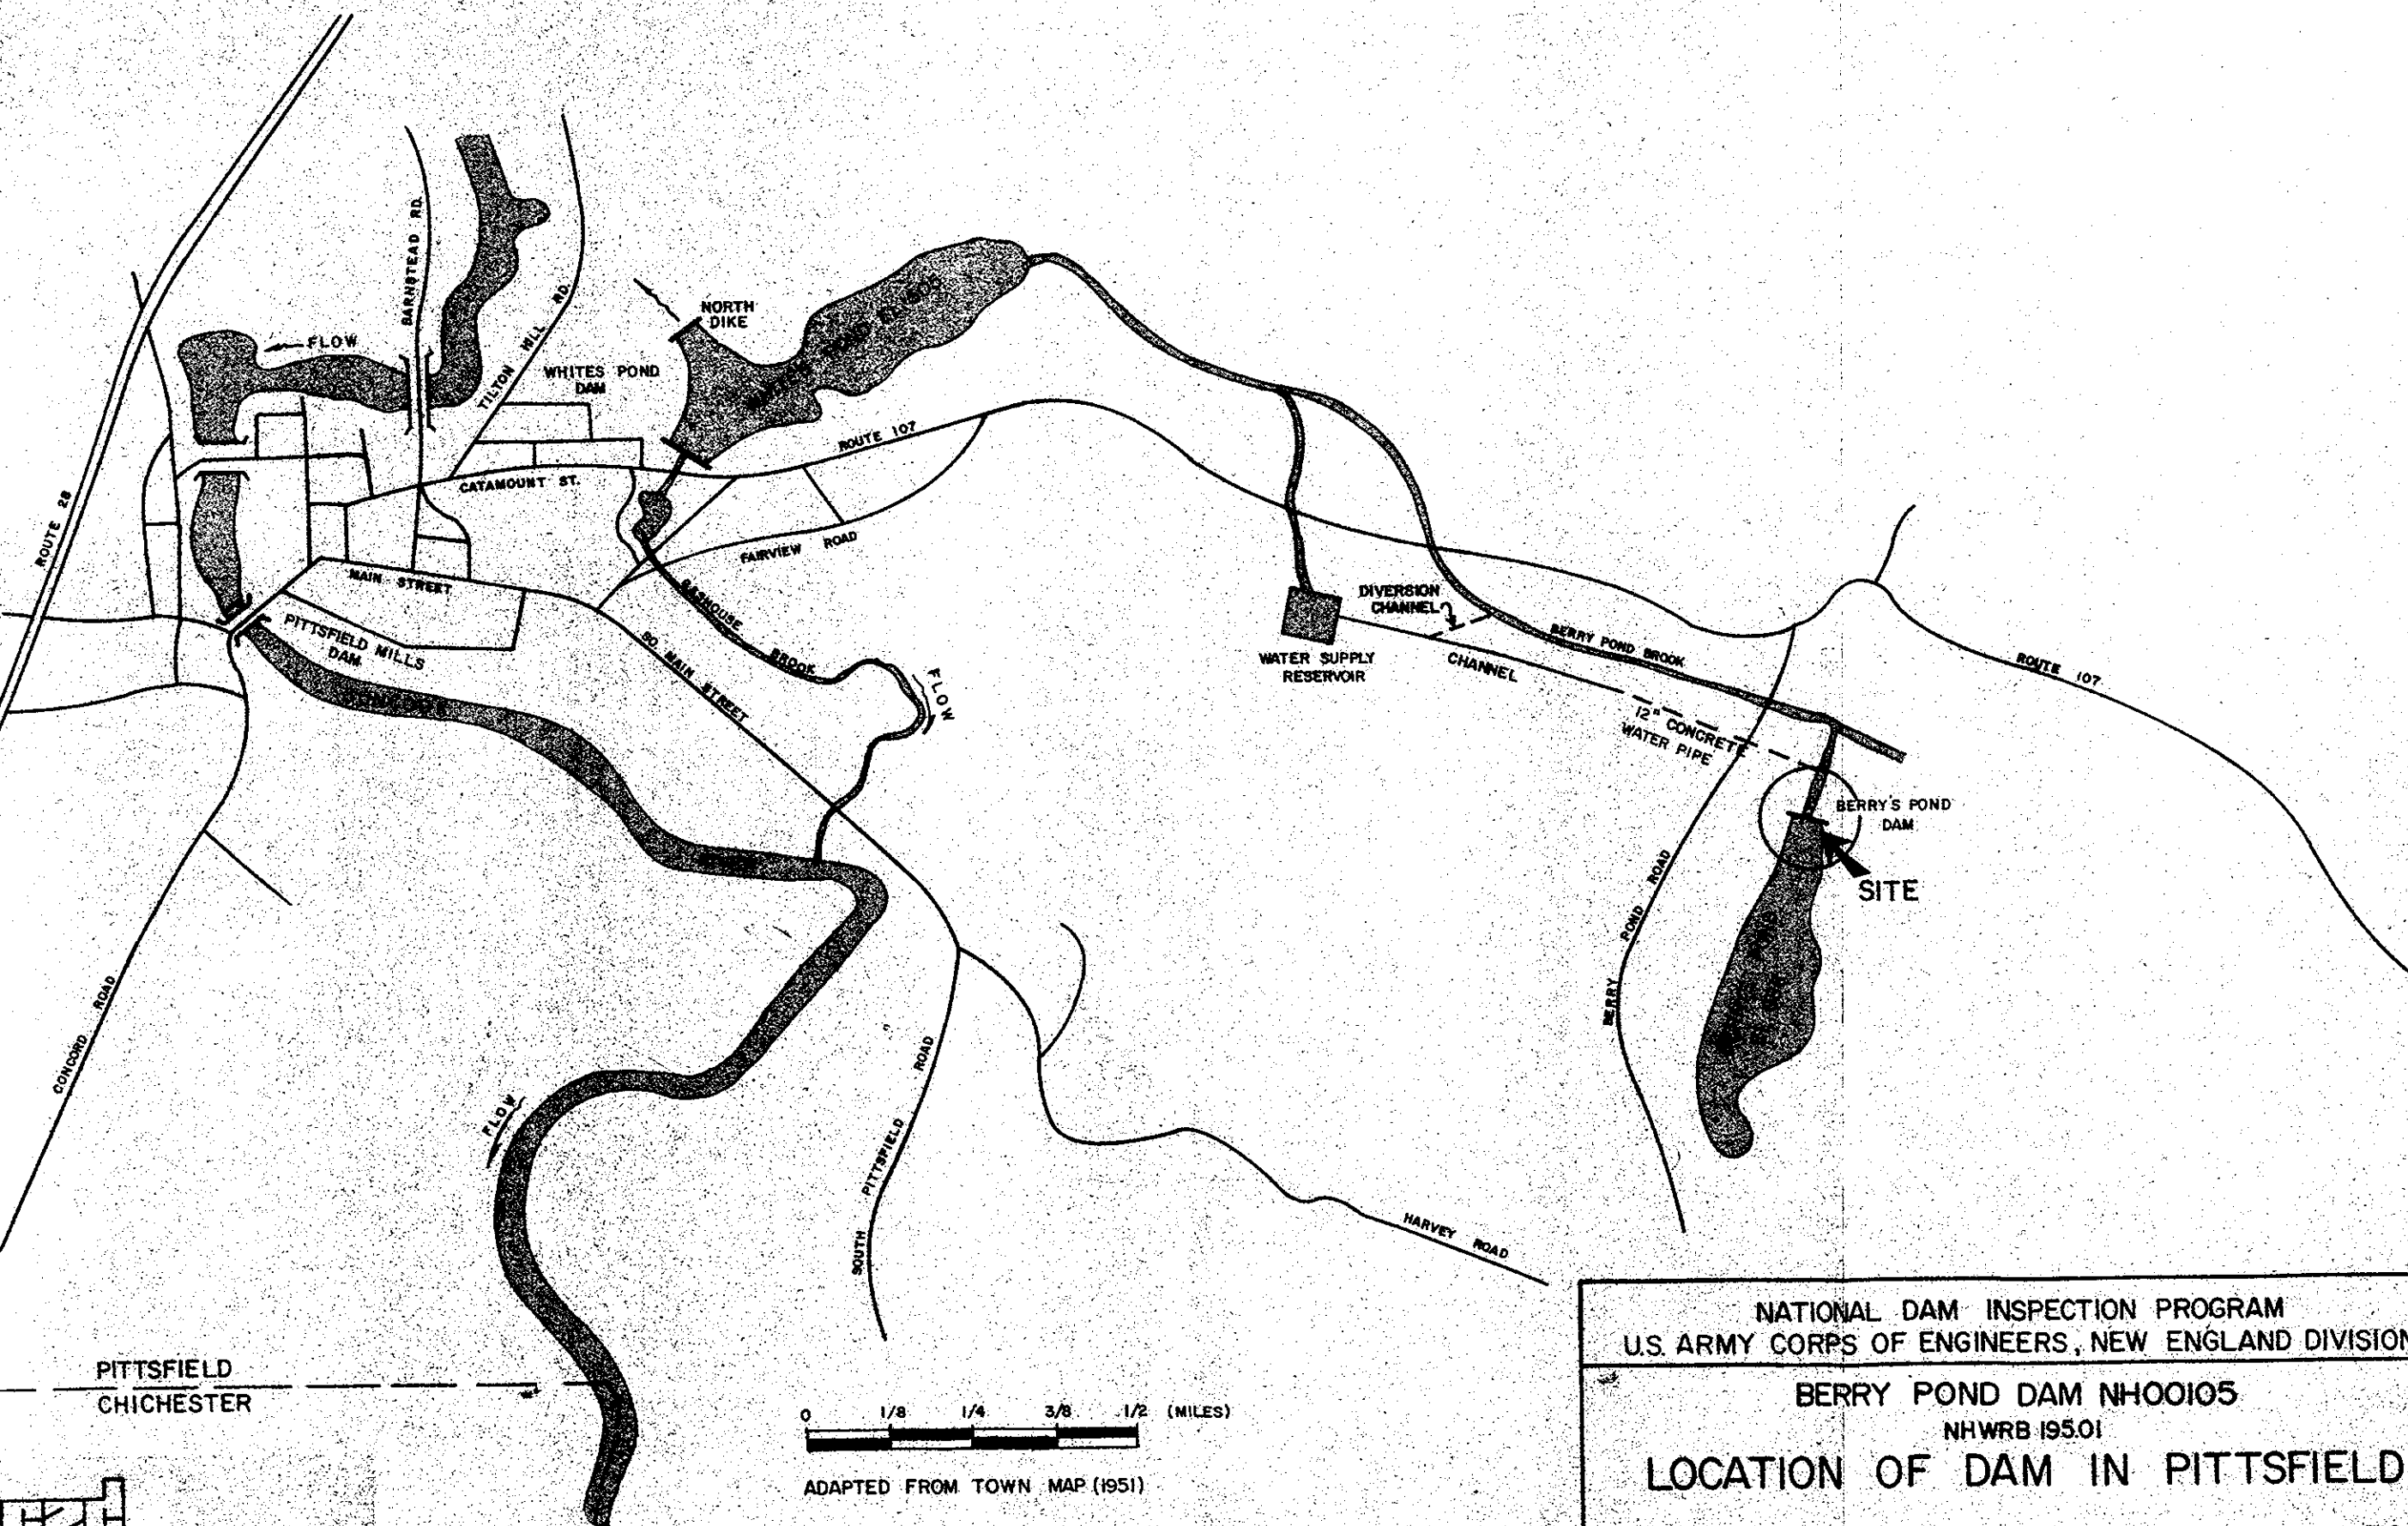 BARNSTEAD RD.
TILTON HILL RD.
FLOW
NORTH
DIKE
WHITES POND
DAM
ROUTE 107
CATAMOUNT ST.
ROUTE 28
FAIRVIEW ROAD
MAIN STREET
PITTSFIELD MILLS
DAM
GASHOUSE BROOK
SO. MAIN STREET
FLOW
DIVERSION
CHANNEL
WATER SUPPLY
RESERVOIR
CHANNEL
BERRY POND BROOK
12" CONCRETE
WATER PIPE
ROUTE 107
BERRY'S POND
DAM
SITE
BERRY POND ROAD
CONCORD ROAD
FLOW
SOUTH PITTSFIELD ROAD
HARVEY ROAD
PITTSFIELD
CHICHESTER
0 1/8 1/4 3/8 1/2 (MILES)
ADAPTED FROM TOWN MAP (1951)
NATIONAL DAM INSPECTION PROGRAM
U.S. ARMY CORPS OF ENGINEERS, NEW ENGLAND DIVISION
BERRY POND DAM NH00105
NHWRB 195.01
LOCATION OF DAM IN PITTSFIELD